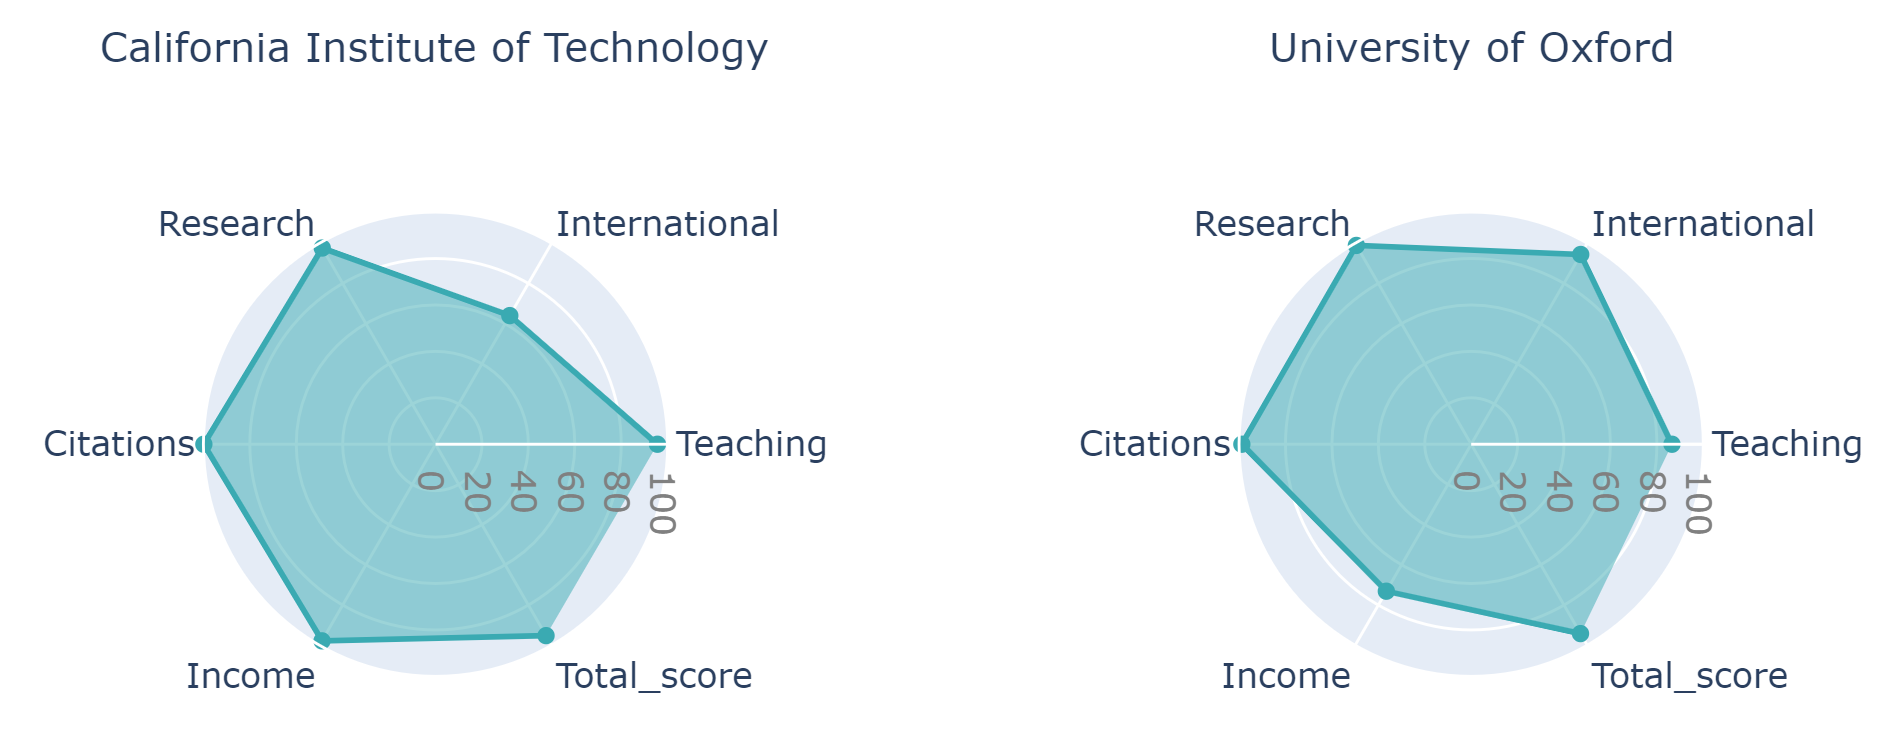 California Institute of Technology
Research
International
Citations
Teaching
0
20
40
60
80
100
Income
Total_score
University of Oxford
Research
International
Citations
Teaching
0
20
40
60
80
100
Income
Total_score